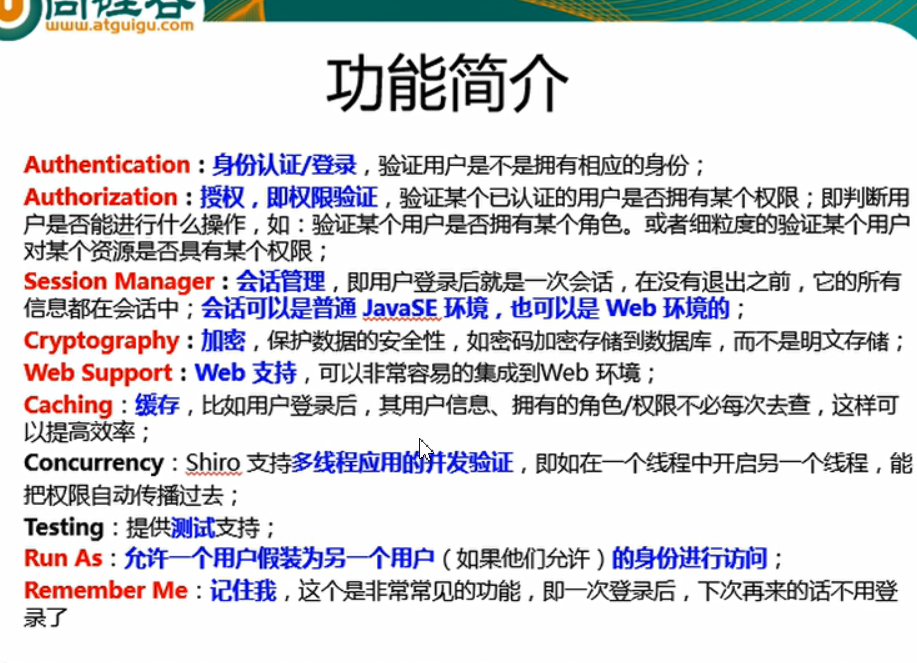 www.atguigu.com
功能简介
Authentication：身份认证/登录，验证用户是不是拥有相应的身份；
Authorization：授权，即权限验证，验证某个已认证的用户是否拥有某个权限；即判断用
户是否能进行什么操作，如：验证某个用户是否拥有某个角色。或者细粒度的验证某个用户
对某个资源是否具有某个权限；
Session Manager：会话管理，即用户登录后就是一次会话，在没有退出之前，它的所有
信息都在会话中；会话可以是普通 JavaSE 环境，也可以是 Web 环境的；
Cryptography：加密，保护数据的安全性，如密码加密存储到数据库，而不是明文存储；
Web Support：Web 支持，可以非常容易的集成到Web 环境；
Caching：缓存，比如用户登录后，其用户信息、拥有的角色/权限不必每次去查，这样可
以提高效率；
Concurrency：Shiro 支持多线程应用的并发验证，即如在一个线程中开启另一个线程，能
把权限自动传播过去；
Testing：提供测试支持；
Run As：允许一个用户假装为另一个用户（如果他们允许）的身份进行访问；
Remember Me：记住我，这个是非常常见的功能，即一次登录后，下次再来的话不用登
录了